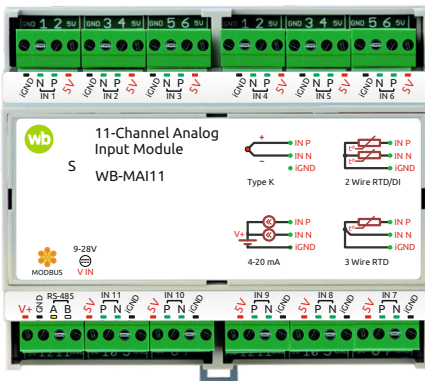 GND 1 2 5V GND 3 4 5V GND 5 6 5V GND 1 2 5V GND 3 4 5V GND 5 6 5V
iGND N P 5V iGND N P 5V iGND N P 5V iGND N P 5V iGND N P 5V iGND N P 5V
IN 1 IN 2 IN 3 IN 4 IN 5 IN 6
wb
11-Channel Analog
Input Module
S
WB-MAI11
+
IN P
IN N
iGND
–
Type K
t°
IN P
t°
IN N
iGND
2 Wire RTD/DI
V+
IN P
IN N
iGND
4-20 mA
t°
IN P
IN N
iGND
3 Wire RTD
MODBUS
9-28V
V IN
RS-485 IN 11 IN 10 IN 9 IN 8 IN 7
V+ GND A B 5V P N iGND 5V P N iGND 5V P N iGND 5V P N iGND 5V P N iGND